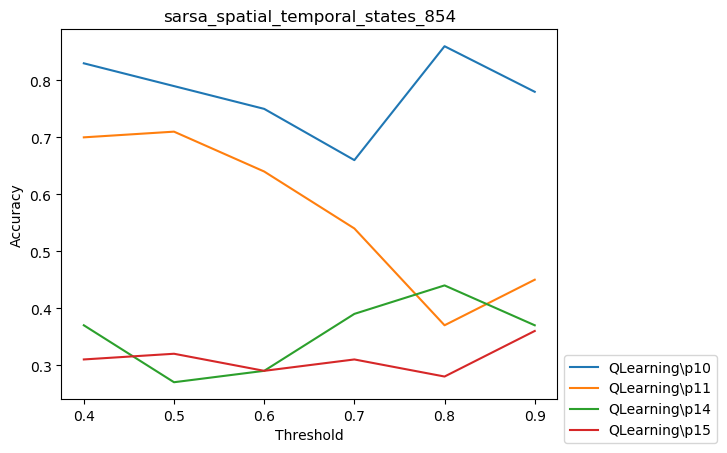 sarsa_spatial_temporal_states_854
Accuracy
0.8
0.7
0.6
0.5
0.4
0.3
0.4 0.5 0.6 0.7 0.8 0.9
Threshold
QLearning\p10
QLearning\p11
QLearning\p14
QLearning\p15